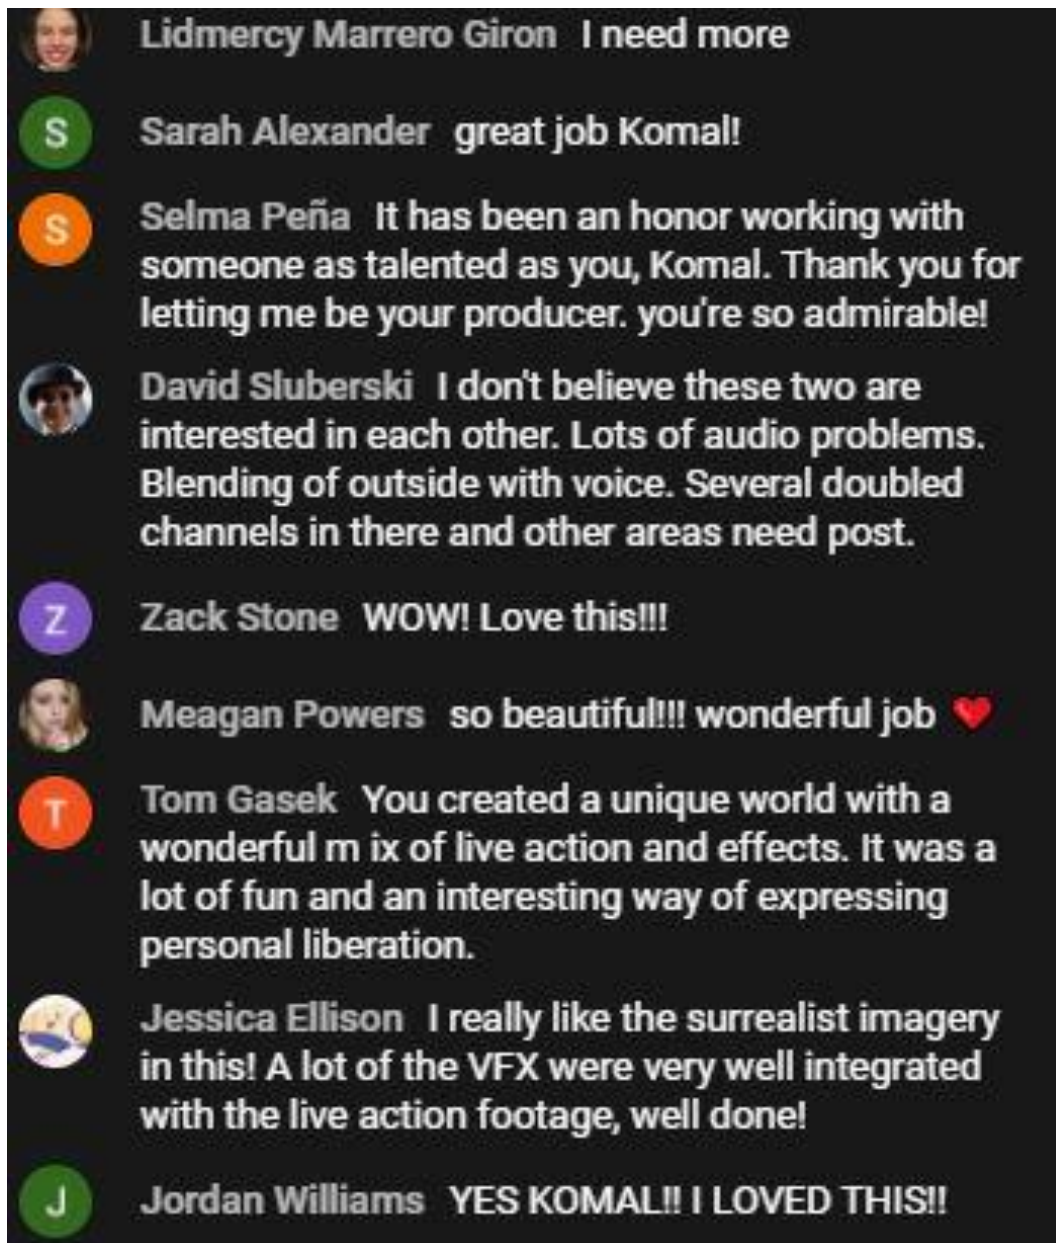 Lidmercy Marrero Giron I need more
S
Sarah Alexander great job Komal!
S
Selma Peña It has been an honor working with
someone as talented as you, Komal. Thank you for
letting me be your producer. you're so admirable!
David Sluberski I don't believe these two are
interested in each other. Lots of audio problems.
Blending of outside with voice. Several doubled
channels in there and other areas need post.
Z
Zack Stone WOW! Love this!!!
Meagan Powers so beautiful!!! wonderful job ❤
T
Tom Gasek You created a unique world with a
wonderful m ix of live action and effects. It was a
lot of fun and an interesting way of expressing
personal liberation.
Jessica Ellison I really like the surrealist imagery
in this! A lot of the VFX were very well integrated
with the live action footage, well done!
J
Jordan Williams YES KOMAL!! I LOVED THIS!!